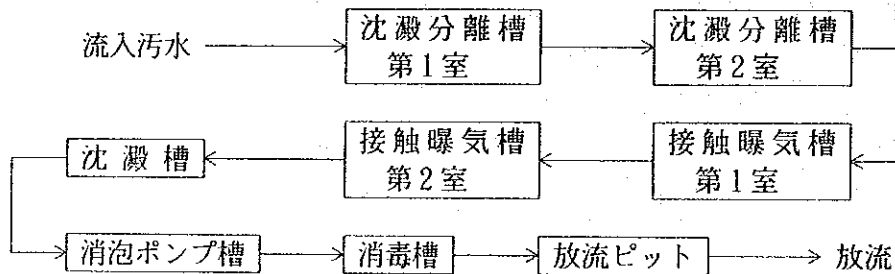 流入汚水
沈澱分離槽
第1室
沈澱分離槽
第2室
沈澱槽
接触曝気槽
第2室
接触曝気槽
第1室
消泡ポンプ槽
消毒槽
放流ピット
放流